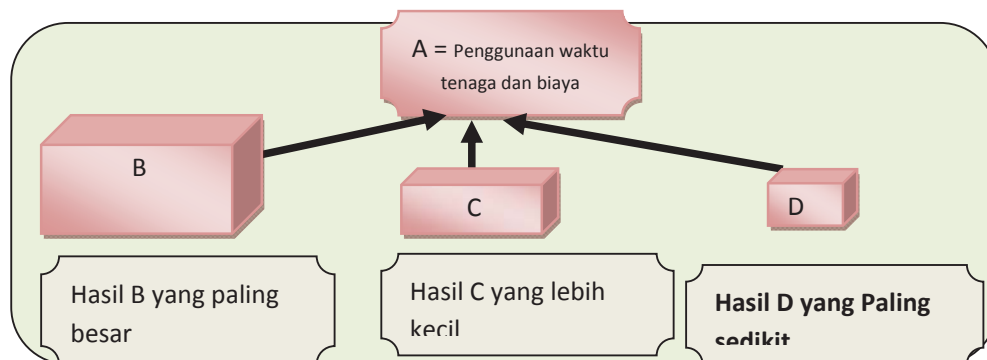 A = Penggunaan waktu
tenaga dan biaya
B
C
D
Hasil B yang paling
besar
Hasil C yang lebih
kecil
Hasil D yang Paling
sedikit